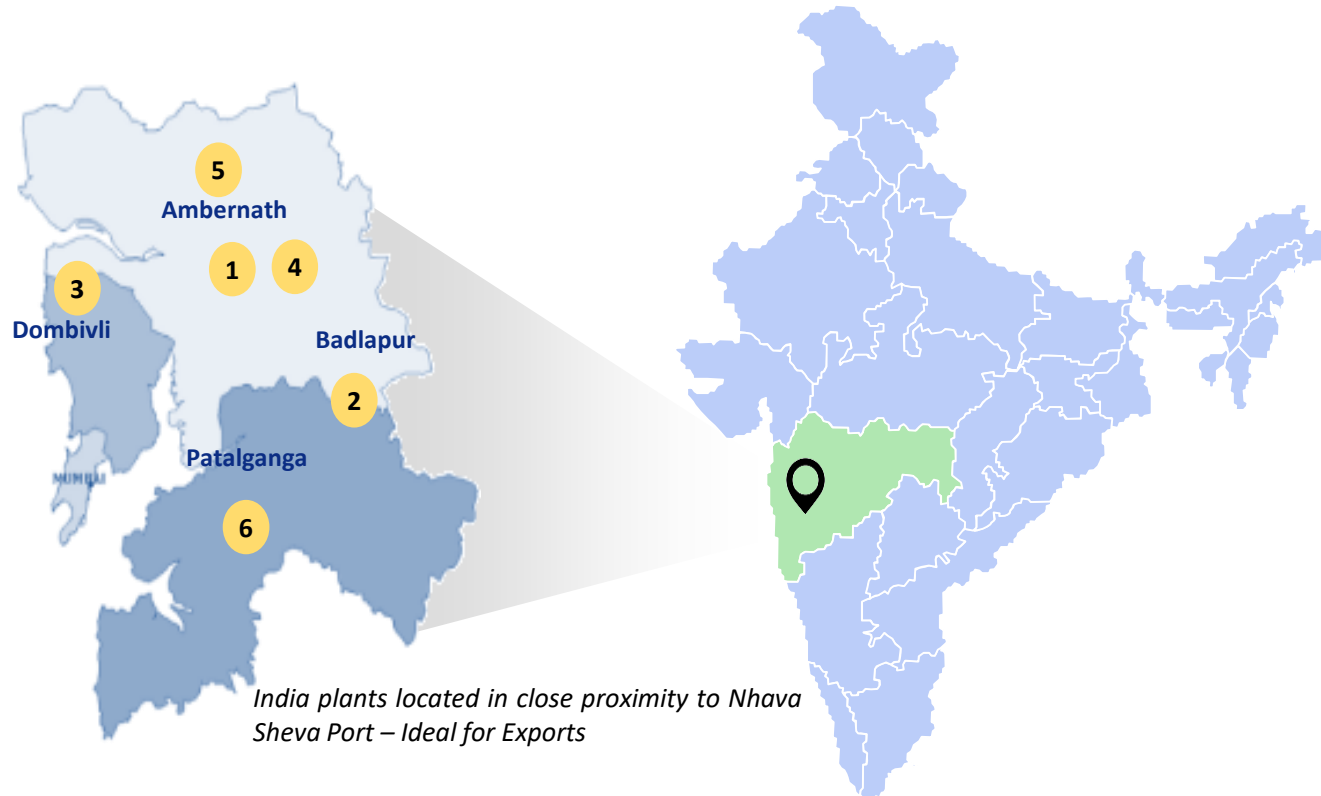 5
Ambernath
1
4
3
Dombivli
Badlapur
2
Patalganga
MUMBAI
6
India plants located in close proximity to Nhava
Sheva Port – Ideal for Exports